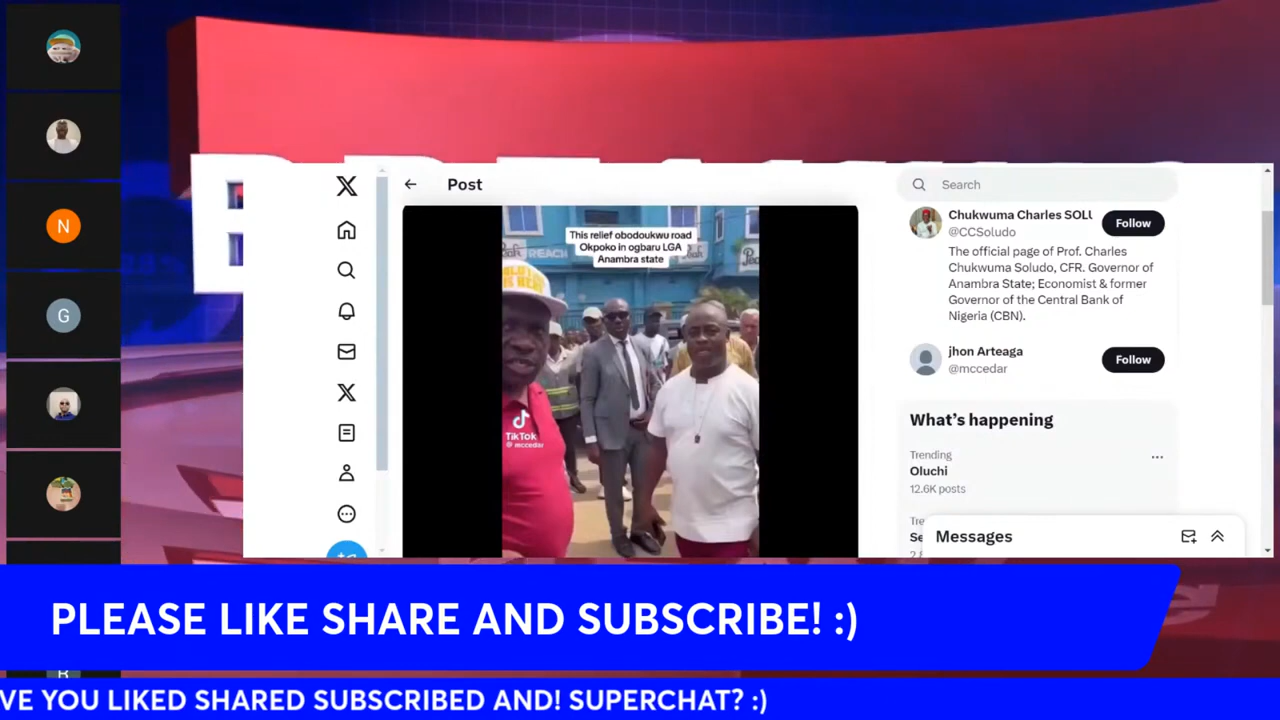 Post
Search
This relief obodoukwu road
Okpoko in ogbaru LGA
Anambra state
REACH
TikTok
@ mccedar
Chukwuma Charles SOLU
@CCSoludo
Follow
The official page of Prof. Charles
Chukwuma Soludo, CFR. Governor of
Anambra State; Economist & former
Governor of the Central Bank of
Nigeria (CBN).
jhon Arteaga
@mccedar
Follow
What's happening
Trending
Oluchi
12.6K posts
Messages
N
G
PLEASE LIKE SHARE AND SUBSCRIBE! :)
VE YOU LIKED SHARED SUBSCRIBED AND! SUPERCHAT? :)